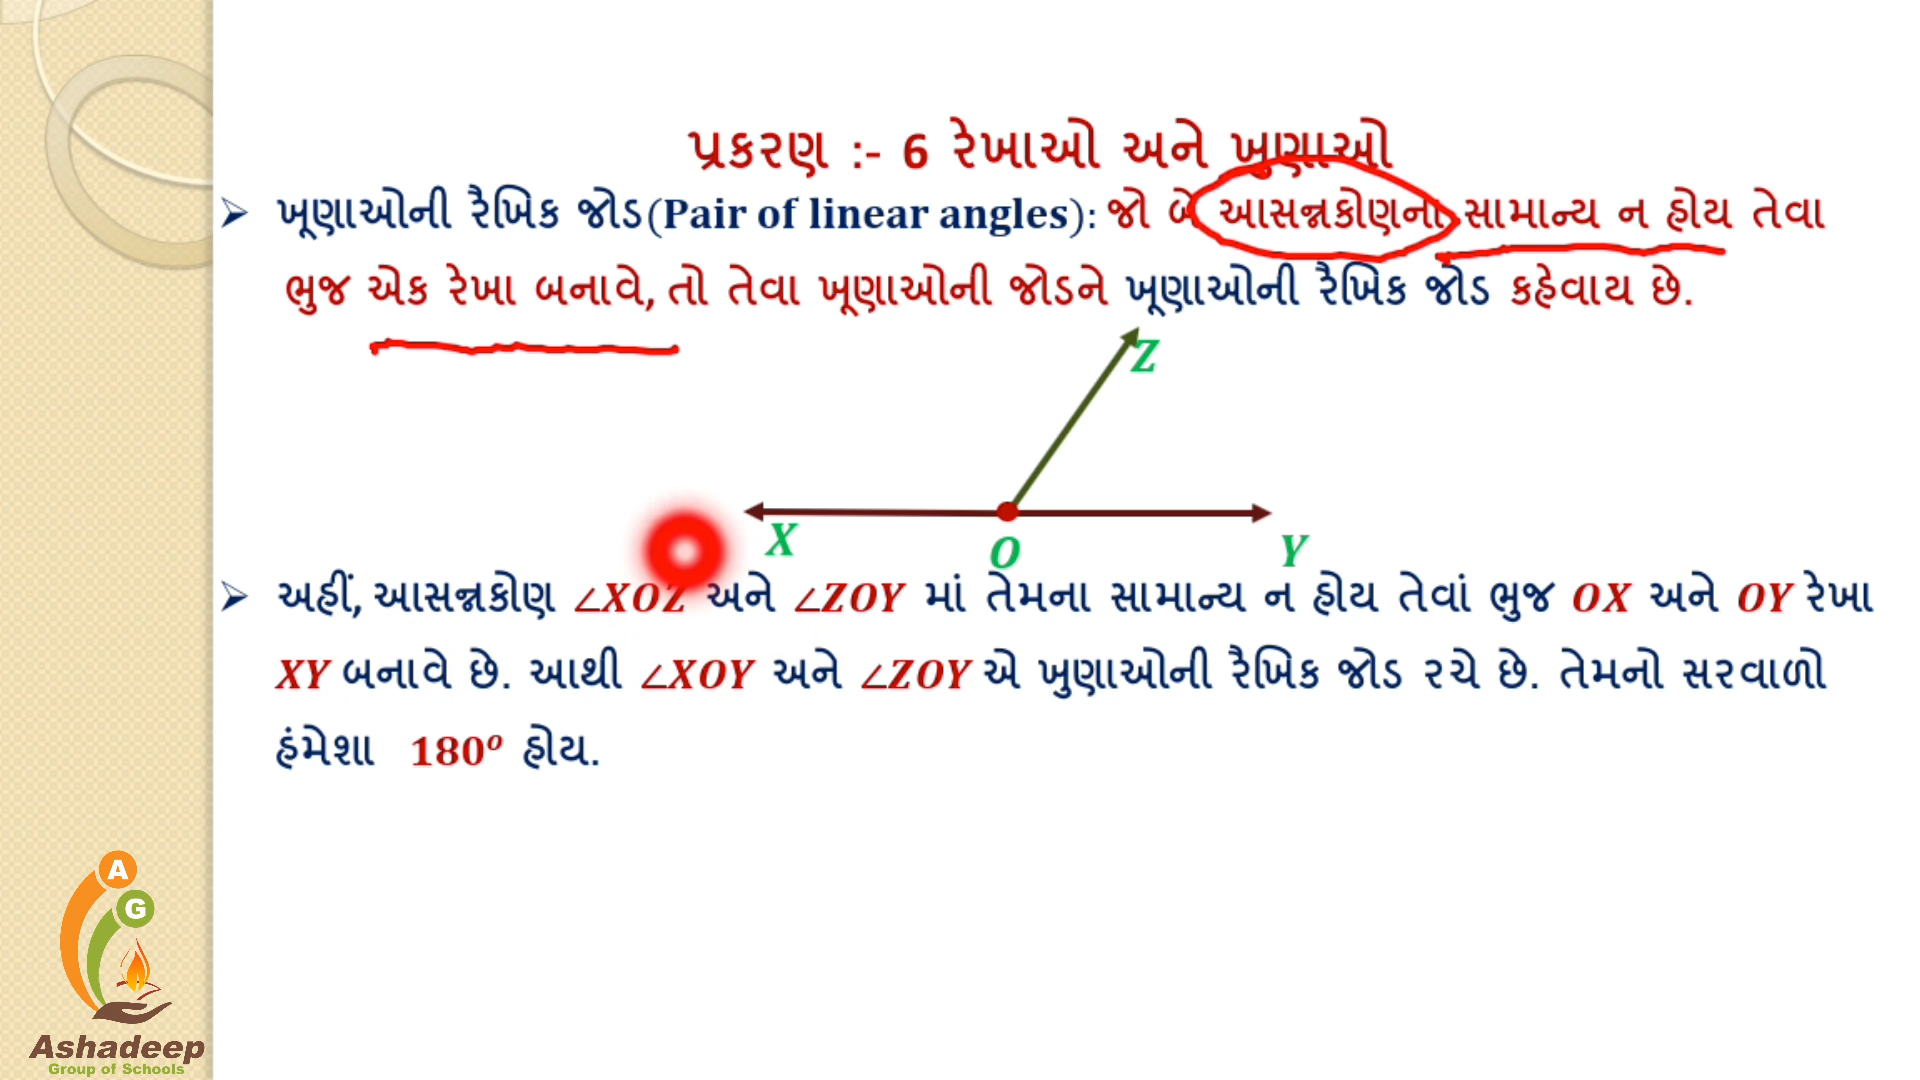 પ્રકરણ :- 6 રેખાઓ અને ખુણાઓ
➢ ખૂણાઓની રૈખિક જોડ(Pair of linear angles): જો બે આસન્નકોણના સામાન્ય ન હોય તેવા
ભુજ એક રેખા બનાવે, તો તેવા ખૂણાઓની જોડને ખૂણાઓની રૈખિક જોડ કહેવાય છે.
Z
X
O
Y
➢ અહીં, આસન્નકોણ ∠XOZ અને ∠ZOY માં તેમના સામાન્ય ન હોય તેવાં ભુજ OX અને OY રેખા
XY બનાવે છે. આથી ∠XOY અને ∠ZOY એ ખુણાઓની રૈખિક જોડ રચે છે. તેમનો સરવાળો
હંમેશા 180° હોય.
A
G
Ashadeep
Group of Schools